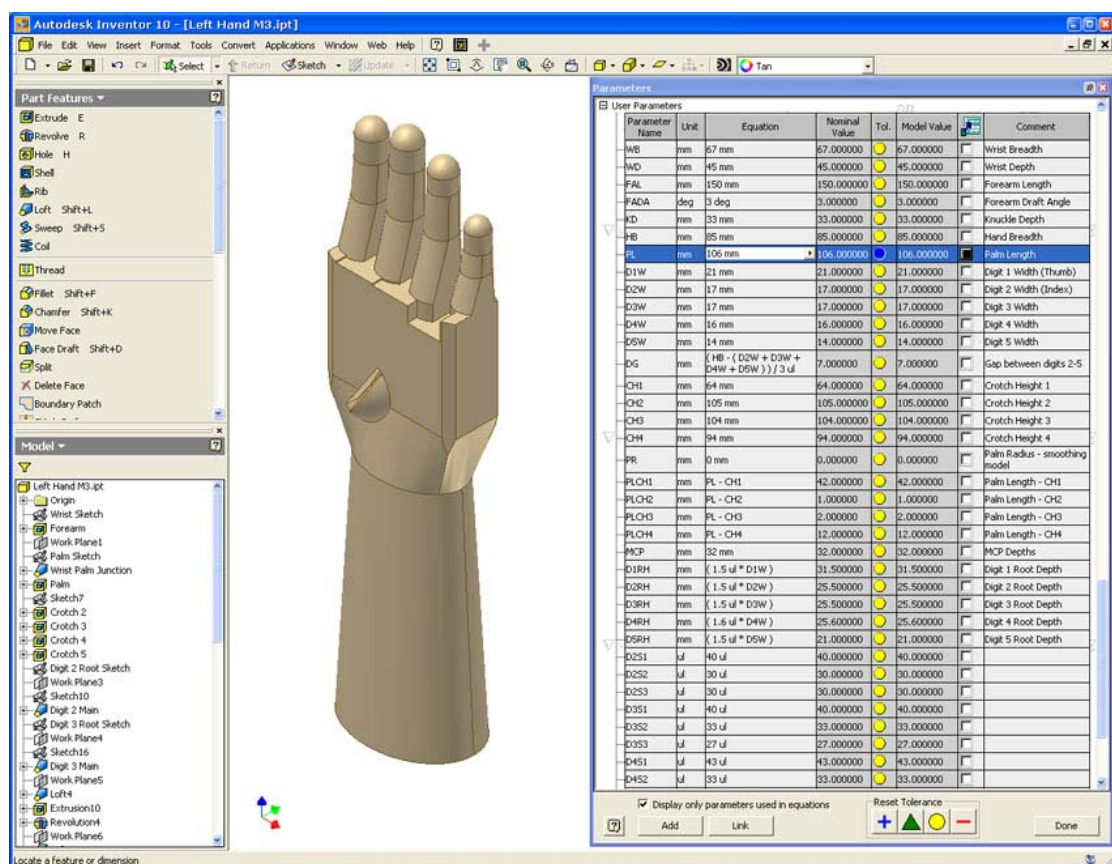 Autodesk Inventor 10 - [Left Hand M3.ipt]
File Edit View Insert Format Tools Convert Applications Window Web Help
Select Return Sketch Update Tan
Part Features
Extrude E
Revolve R
Hole H
Shell
Rib
Loft Shift+L
Sweep Shift+S
Coil
Thread
Fillet Shift+F
Chamfer Shift+K
Move Face
Face Draft Shift+D
Split
Delete Face
Boundary Patch
Model
Left Hand M3.ipt
Origin
Wrist Sketch
Forearm
Work Plane1
Palm Sketch
Wrist Palm Junction
Palm
Sketch7
Crotch 2
Crotch 3
Crotch 4
Crotch 5
Digit 2 Root Sketch
Work Plane3
Sketch10
Digit 2 Main
Digit 3 Root Sketch
Work Plane4
Sketch16
Digit 3 Main
Work Plane5
Loft4
Extrusion10
Revolution4
Work Plane6
Parameters
User Parameters
Parameter Name Unit Equation Nominal Value Tol. Model Value Comment
WB mm 67 mm 67.000000 67.000000 Wrist Breadth
WD mm 45 mm 45.000000 45.000000 Wrist Depth
FAL mm 150 mm 150.000000 150.000000 Forearm Length
FADA deg 3 deg 3.000000 3.000000 Forearm Draft Angle
KD mm 33 mm 33.000000 33.000000 Knuckle Depth
HB mm 85 mm 85.000000 85.000000 Hand Breadth
PL mm 106 mm 106.000000 106.000000 Palm Length
D1W mm 21 mm 21.000000 21.000000 Digit 1 Width (Thumb)
D2W mm 17 mm 17.000000 17.000000 Digit 2 Width (Index)
D3W mm 17 mm 17.000000 17.000000 Digit 3 Width
D4W mm 16 mm 16.000000 16.000000 Digit 4 Width
D5W mm 14 mm 14.000000 14.000000 Digit 5 Width
DG mm ( HB - ( D2W + D3W + D4W + D5W ) ) / 3 ul 7.000000 7.000000 Gap between digits 2-5
CH1 mm 64 mm 64.000000 64.000000 Crotch Height 1
CH2 mm 105 mm 105.000000 105.000000 Crotch Height 2
CH3 mm 104 mm 104.000000 104.000000 Crotch Height 3
CH4 mm 94 mm 94.000000 94.000000 Crotch Height 4
PR mm 0 mm 0.000000 0.000000 Palm Radius - smoothing model
PLCH1 mm PL - CH1 42.000000 42.000000 Palm Length - CH1
PLCH2 mm PL - CH2 1.000000 1.000000 Palm Length - CH2
PLCH3 mm PL - CH3 2.000000 2.000000 Palm Length - CH3
PLCH4 mm PL - CH4 12.000000 12.000000 Palm Length - CH4
MCP mm 32 mm 32.000000 32.000000 MCP Depths
D1RH mm ( 1.5 ul * D1W ) 31.500000 31.500000 Digit 1 Root Depth
D2RH mm ( 1.5 ul * D2W ) 25.500000 25.500000 Digit 2 Root Depth
D3RH mm ( 1.5 ul * D3W ) 25.500000 25.500000 Digit 3 Root Depth
D4RH mm ( 1.6 ul * D4W ) 25.600000 25.600000 Digit 4 Root Depth
D5RH mm ( 1.5 ul * D5W ) 21.000000 21.000000 Digit 5 Root Depth
D2S1 ul 40 ul 40.000000 40.000000
D2S2 ul 30 ul 30.000000 30.000000
D2S3 ul 30 ul 30.000000 30.000000
D3S1 ul 40 ul 40.000000 40.000000
D3S2 ul 33 ul 33.000000 33.000000
D3S3 ul 27 ul 27.000000 27.000000
D4S1 ul 43 ul 43.000000 43.000000
D4S2 ul 33 ul 33.000000 33.000000
Display only parameters used in equations
Reset Tolerance
Add Link Done
Locate a feature or dimension